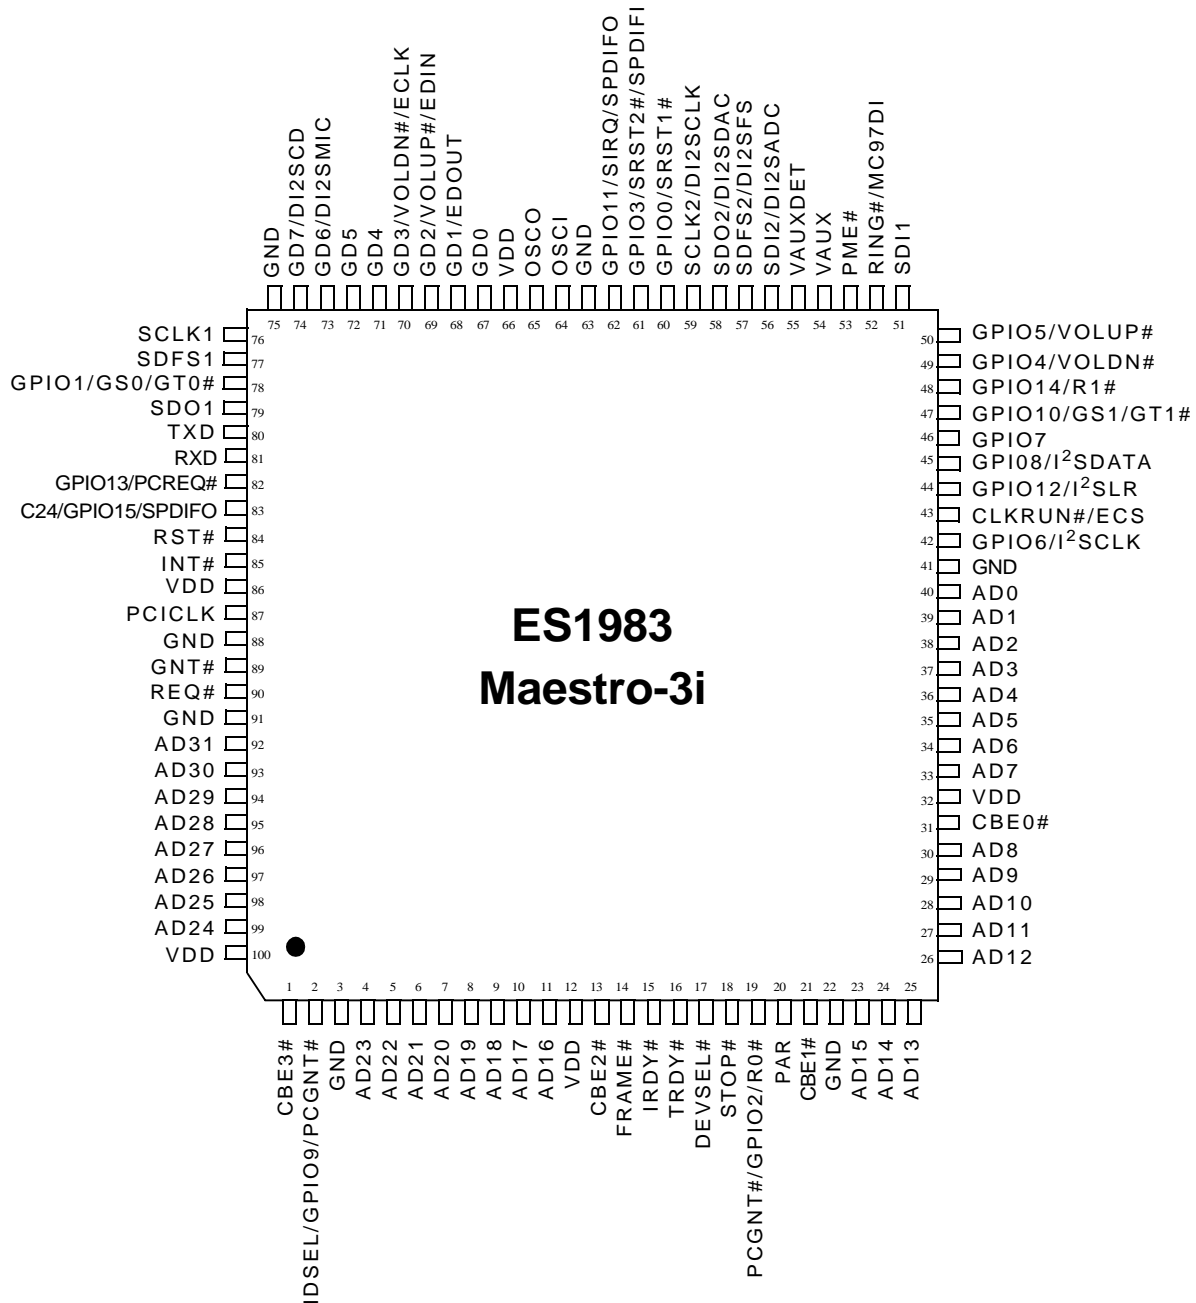 GND
GD7/DI2SCD
GD6/DI2SMIC
GD5
GD4
GD3/VOLDN#/ECLK
GD2/VOLUP#/EDIN
GD1/EDOUT
GD0
VDD
OSCO
OSCI
GND
GPIO11/SIRQ/SPDIFO
GPIO3/SRST2#/SPDIFI
GPIO0/SRST1#
SCLK2/DI2SCLK
SDO2/DI2SDAC
SDFS2/DI2SFS
SDI2/DI2SADC
VAUXDET
VAUX
PME#
RING#/MC97DI
SDI1
75 74 73 72 71 70 69 68 67 66 65 64 63 62 61 60 59 58 57 56 55 54 53 52 51
SCLK1 76
SDFS1 77
GPIO1/GS0/GT0# 78
SDO1 79
TXD 80
RXD 81
GPIO13/PCREQ# 82
C24/GPIO15/SPDIFO 83
RST# 84
INT# 85
VDD 86
PCICLK 87
GND 88
GNT# 89
REQ# 90
GND 91
AD31 92
AD30 93
AD29 94
AD28 95
AD27 96
AD26 97
AD25 98
AD24 99
VDD 100
ES1983
Maestro-3i
50 GPIO5/VOLUP#
49 GPIO4/VOLDN#
48 GPIO14/R1#
47 GPIO10/GS1/GT1#
46 GPIO7
45 GPI08/I²SDATA
44 GPIO12/I²SLR
43 CLKRUN#/ECS
42 GPIO6/I²SCLK
41 GND
40 AD0
39 AD1
38 AD2
37 AD3
36 AD4
35 AD5
34 AD6
33 AD7
32 VDD
31 CBE0#
30 AD8
29 AD9
28 AD10
27 AD11
26 AD12
1 2 3 4 5 6 7 8 9 10 11 12 13 14 15 16 17 18 19 20 21 22 23 24 25
CBE3#
IDSEL/GPIO9/PCGNT#
GND
AD23
AD22
AD21
AD20
AD19
AD18
AD17
AD16
VDD
CBE2#
FRAME#
IRDY#
TRDY#
DEVSEL#
STOP#
PCGNT#/GPIO2/R0#
PAR
CBE1#
GND
AD15
AD14
AD13